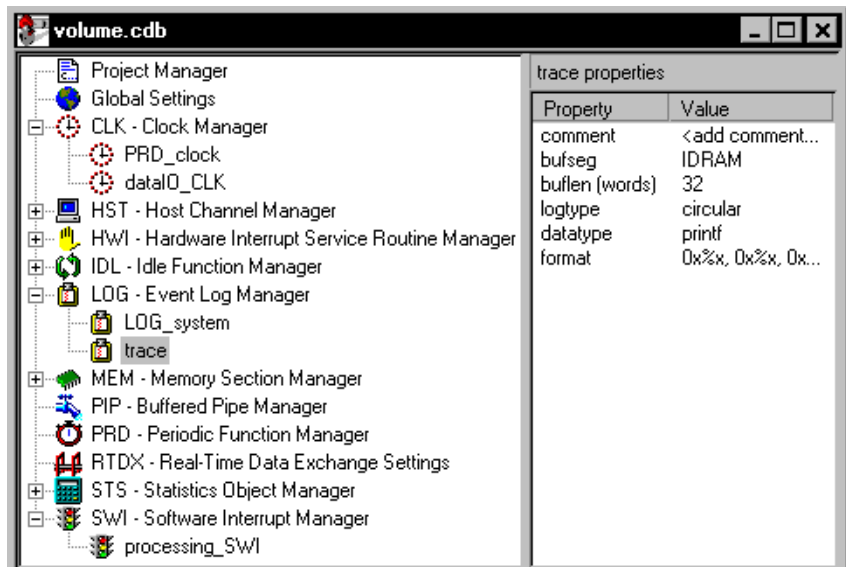 volume.cdb
Project Manager
Global Settings
CLK - Clock Manager
PRD_clock
dataIO_CLK
HST - Host Channel Manager
HWI - Hardware Interrupt Service Routine Manager
IDL - Idle Function Manager
LOG - Event Log Manager
LOG_system
trace
MEM - Memory Section Manager
PIP - Buffered Pipe Manager
PRD - Periodic Function Manager
RTDX - Real-Time Data Exchange Settings
STS - Statistics Object Manager
SWI - Software Interrupt Manager
processing_SWI
trace properties
Property Value
comment <add comment...
bufseg IDRAM
buflen (words) 32
logtype circular
datatype printf
format 0x%x, 0x%x, 0x...